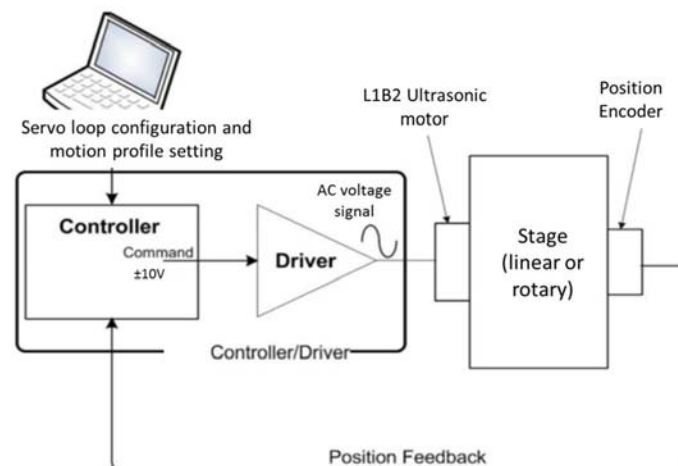 Servo loop configuration and
motion profile setting
Controller
Command
±10V
Driver
AC voltage
signal
Controller/Driver
L1B2 Ultrasonic
motor
Stage
(linear or
rotary)
Position
Encoder
Position Feedback